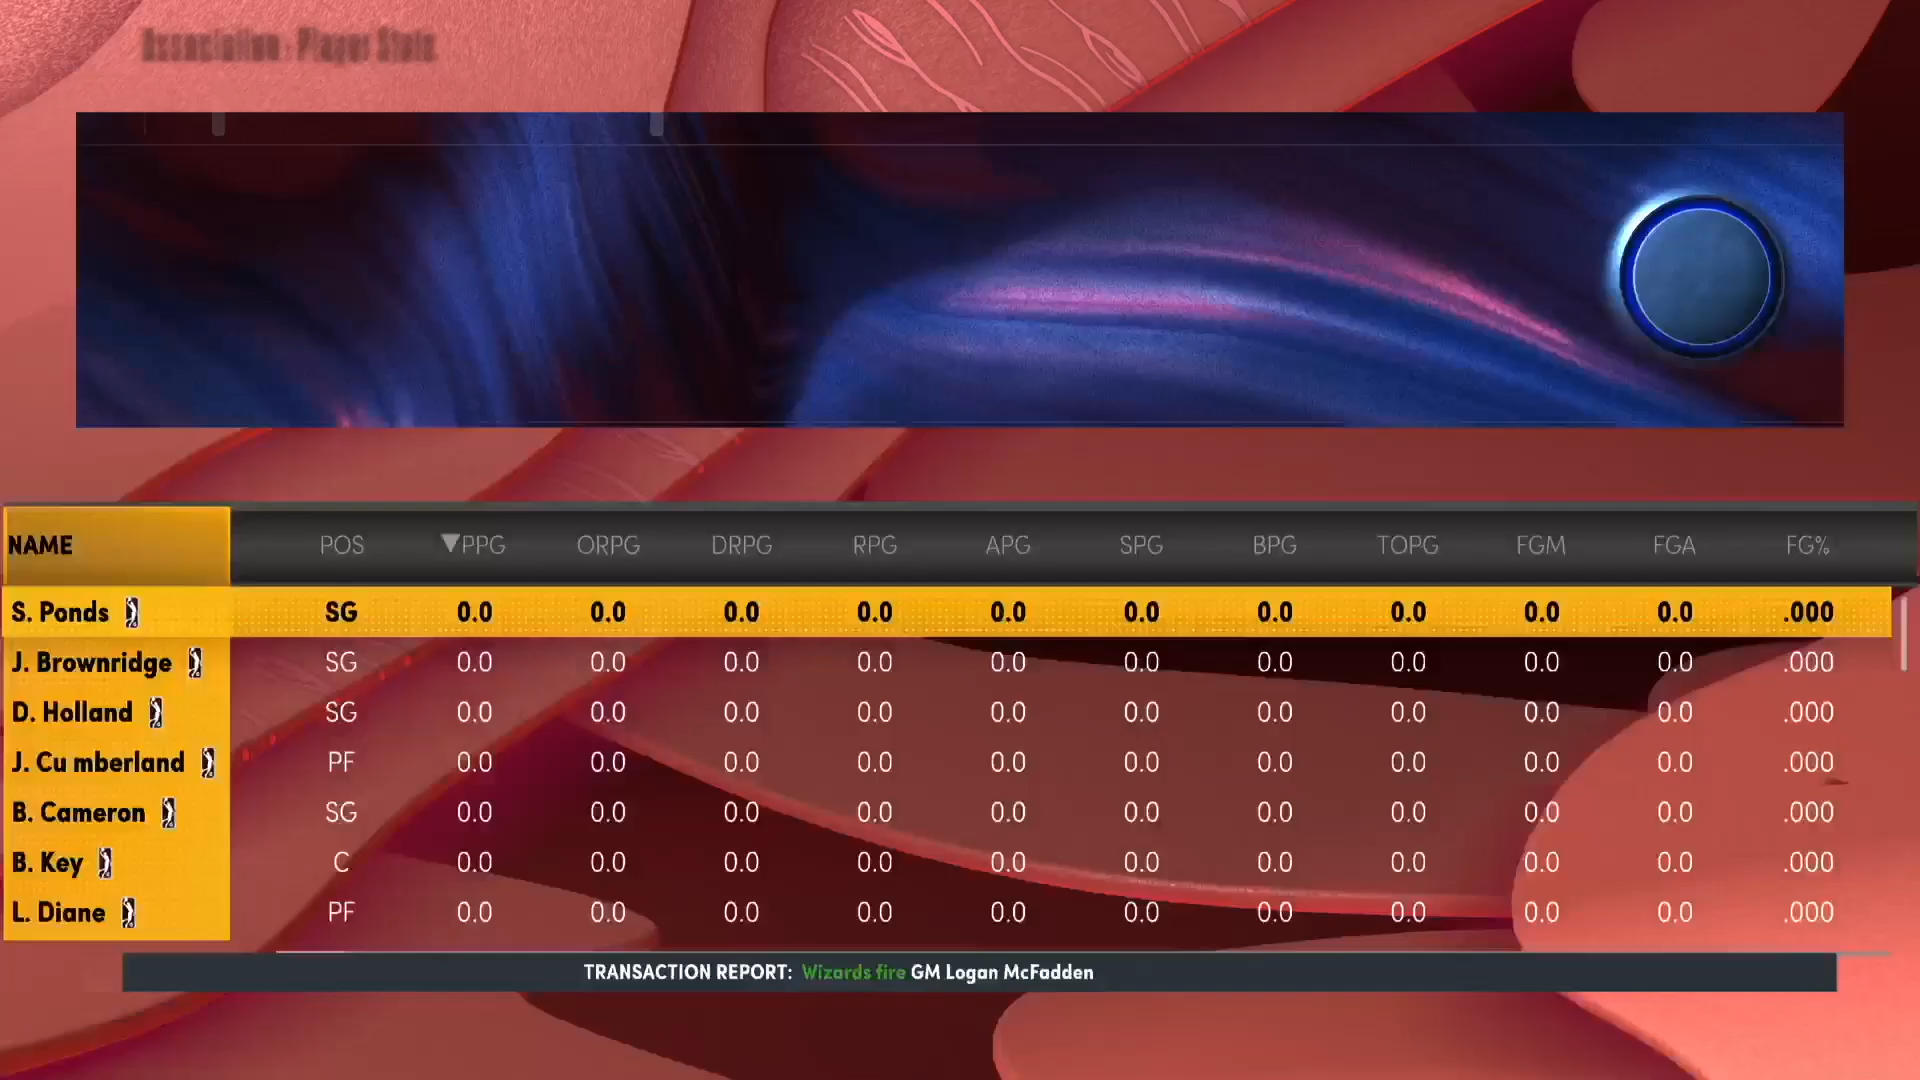 Association : Player Stats
NAME POS ▼PPG ORPG DRPG RPG APG SPG BPG TOPG FGM FGA FG%
S. Ponds SG 0.0 0.0 0.0 0.0 0.0 0.0 0.0 0.0 0.0 0.0 .000
J. Brownridge SG 0.0 0.0 0.0 0.0 0.0 0.0 0.0 0.0 0.0 0.0 .000
D. Holland SG 0.0 0.0 0.0 0.0 0.0 0.0 0.0 0.0 0.0 0.0 .000
J. Cu mberland PF 0.0 0.0 0.0 0.0 0.0 0.0 0.0 0.0 0.0 0.0 .000
B. Cameron SG 0.0 0.0 0.0 0.0 0.0 0.0 0.0 0.0 0.0 0.0 .000
B. Key C 0.0 0.0 0.0 0.0 0.0 0.0 0.0 0.0 0.0 0.0 .000
L. Diane PF 0.0 0.0 0.0 0.0 0.0 0.0 0.0 0.0 0.0 0.0 .000
TRANSACTION REPORT: Wizards fire GM Logan McFadden